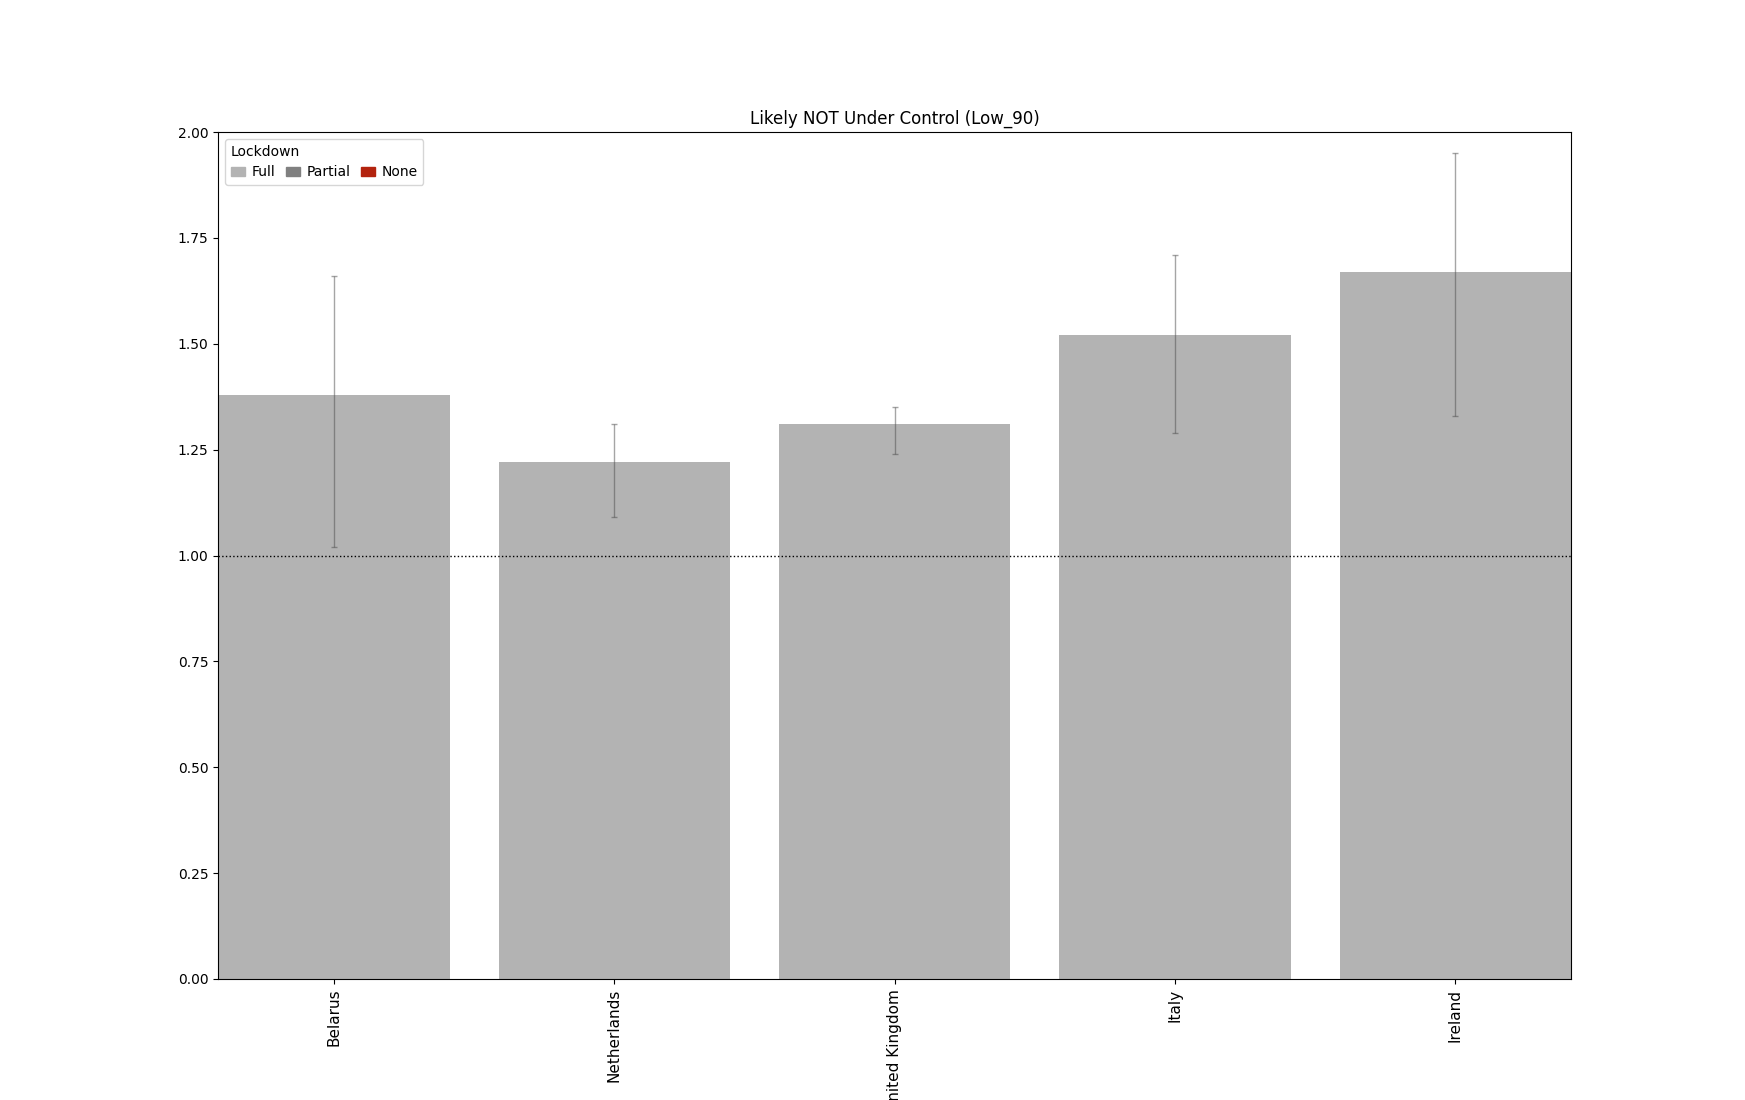 Likely NOT Under Control (Low_90)
Lockdown
Full Partial None
2.00
1.75
1.50
1.25
1.00
0.75
0.50
0.25
0.00
Belarus
Netherlands
nited Kingdom
Italy
Ireland